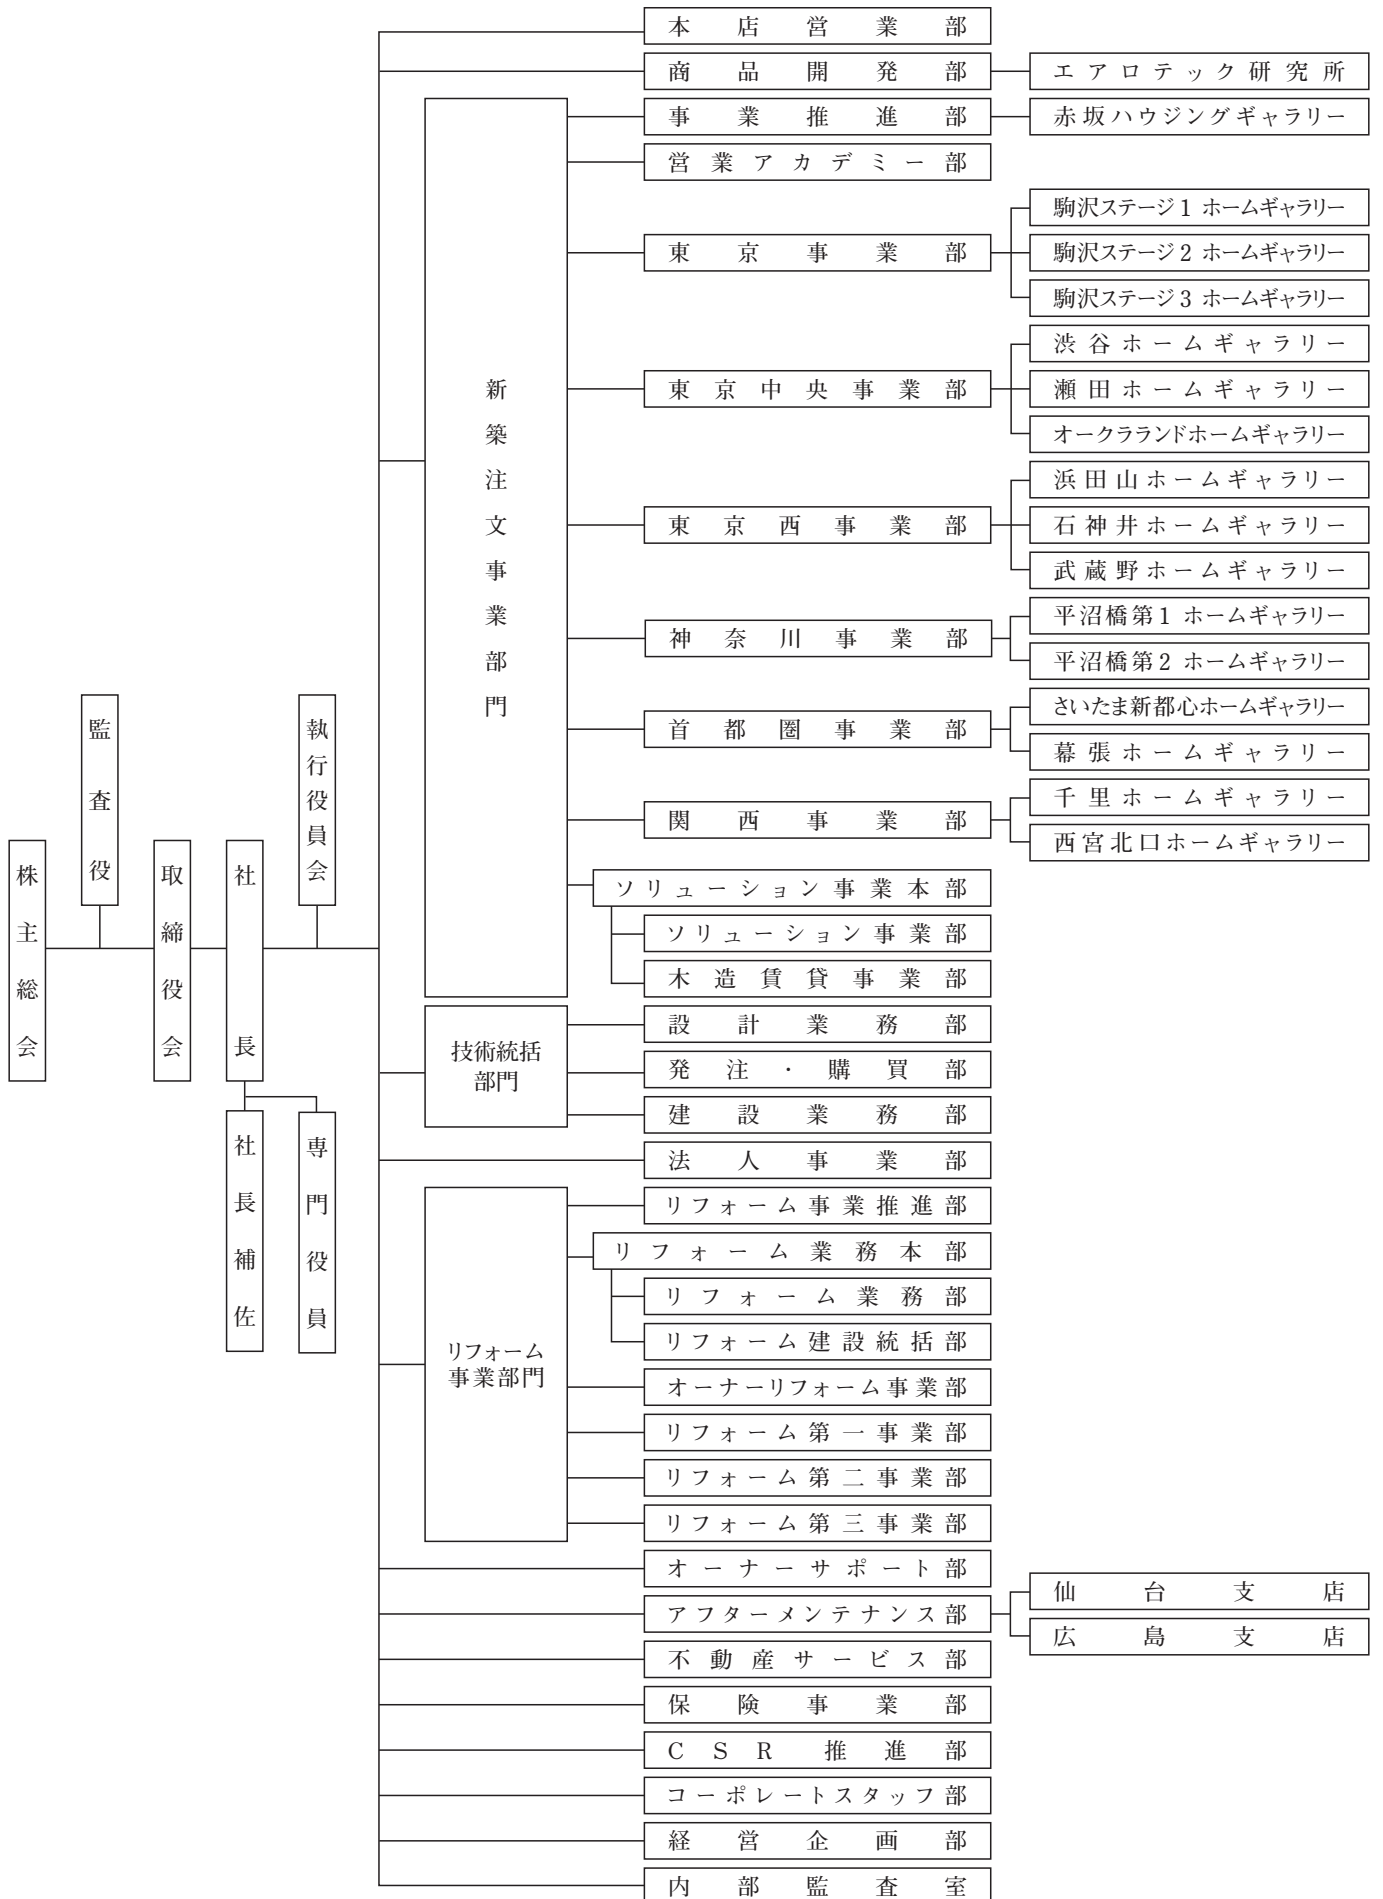 株主総会
監査役
取締役会
社長
執行役員会
社長補佐
専門役員
本店営業部
商品開発部
エアロテック研究所
新築注文事業部門
事業推進部
赤坂ハウジングギャラリー
営業アカデミー部
東京事業部
駒沢ステージ1 ホームギャラリー
駒沢ステージ2 ホームギャラリー
駒沢ステージ3 ホームギャラリー
東京中央事業部
渋谷ホームギャラリー
瀬田ホームギャラリー
オークラランドホームギャラリー
東京西事業部
浜田山ホームギャラリー
石神井ホームギャラリー
武蔵野ホームギャラリー
神奈川事業部
平沼橋第1 ホームギャラリー
平沼橋第2 ホームギャラリー
首都圏事業部
さいたま新都心ホームギャラリー
幕張ホームギャラリー
関西事業部
千里ホームギャラリー
西宮北口ホームギャラリー
ソリューション事業本部
ソリューション事業部
木造賃貸事業部
技術統括
部門
設計業務部
発注・購買部
建設業務部
法人事業部
リフォーム
事業部門
リフォーム事業推進部
リフォーム業務本部
リフォーム業務部
リフォーム建設統括部
オーナーリフォーム事業部
リフォーム第一事業部
リフォーム第二事業部
リフォーム第三事業部
オーナーサポート部
アフターメンテナンス部
仙台支店
広島支店
不動産サービス部
保険事業部
CSR推進部
コーポレートスタッフ部
経営企画部
内部監査室